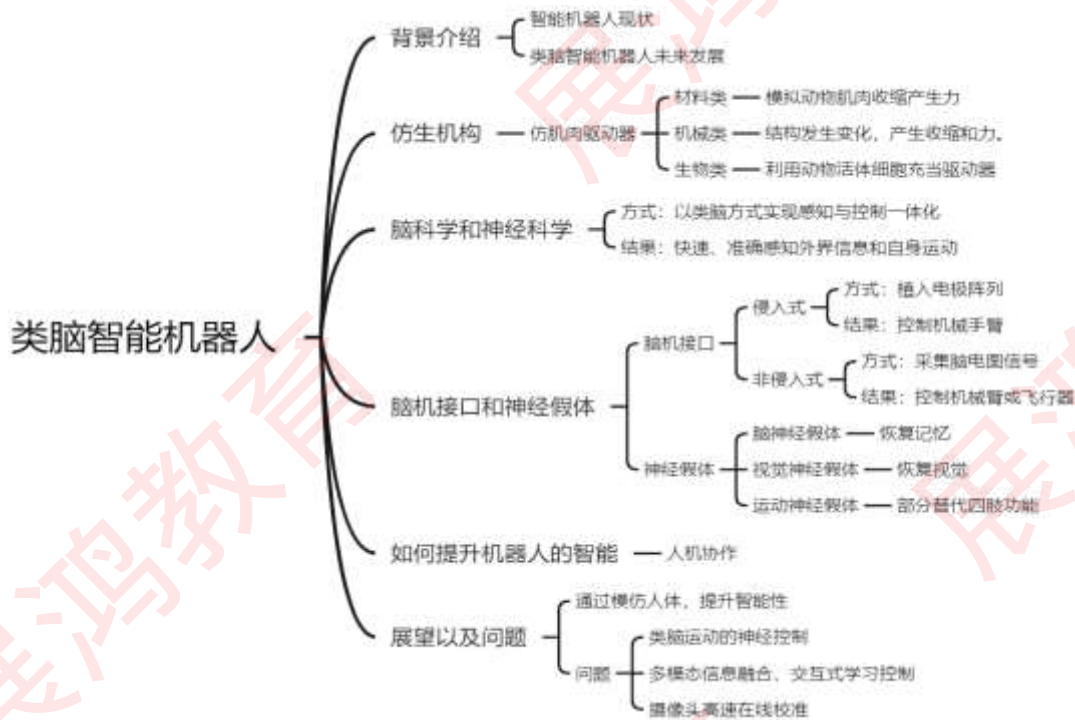 类脑智能机器人
背景介绍
智能机器人现状
类脑智能机器人未来发展
仿生机构
仿肌肉驱动器
材料类
模拟动物肌肉收缩产生力
机械类
结构发生变化，产生收缩和力。
生物类
利用动物活体细胞充当驱动器
脑科学和神经科学
方式：以类脑方式实现感知与控制一体化
结果：快速、准确感知外界信息和自身运动
脑机接口和神经假体
脑机接口
侵入式
方式：植入电极阵列
结果：控制机械手臂
非侵入式
方式：采集脑电图信号
结果：控制机械臂或飞行器
神经假体
脑神经假体
恢复记忆
视觉神经假体
恢复视觉
运动神经假体
部分替代四肢功能
如何提升机器人的智能
人机协作
展望以及问题
通过模仿人体，提升智能性
问题
类脑运动的神经控制
多模态信息融合、交互式学习控制
摄像头高速在线校准
展鸿教育